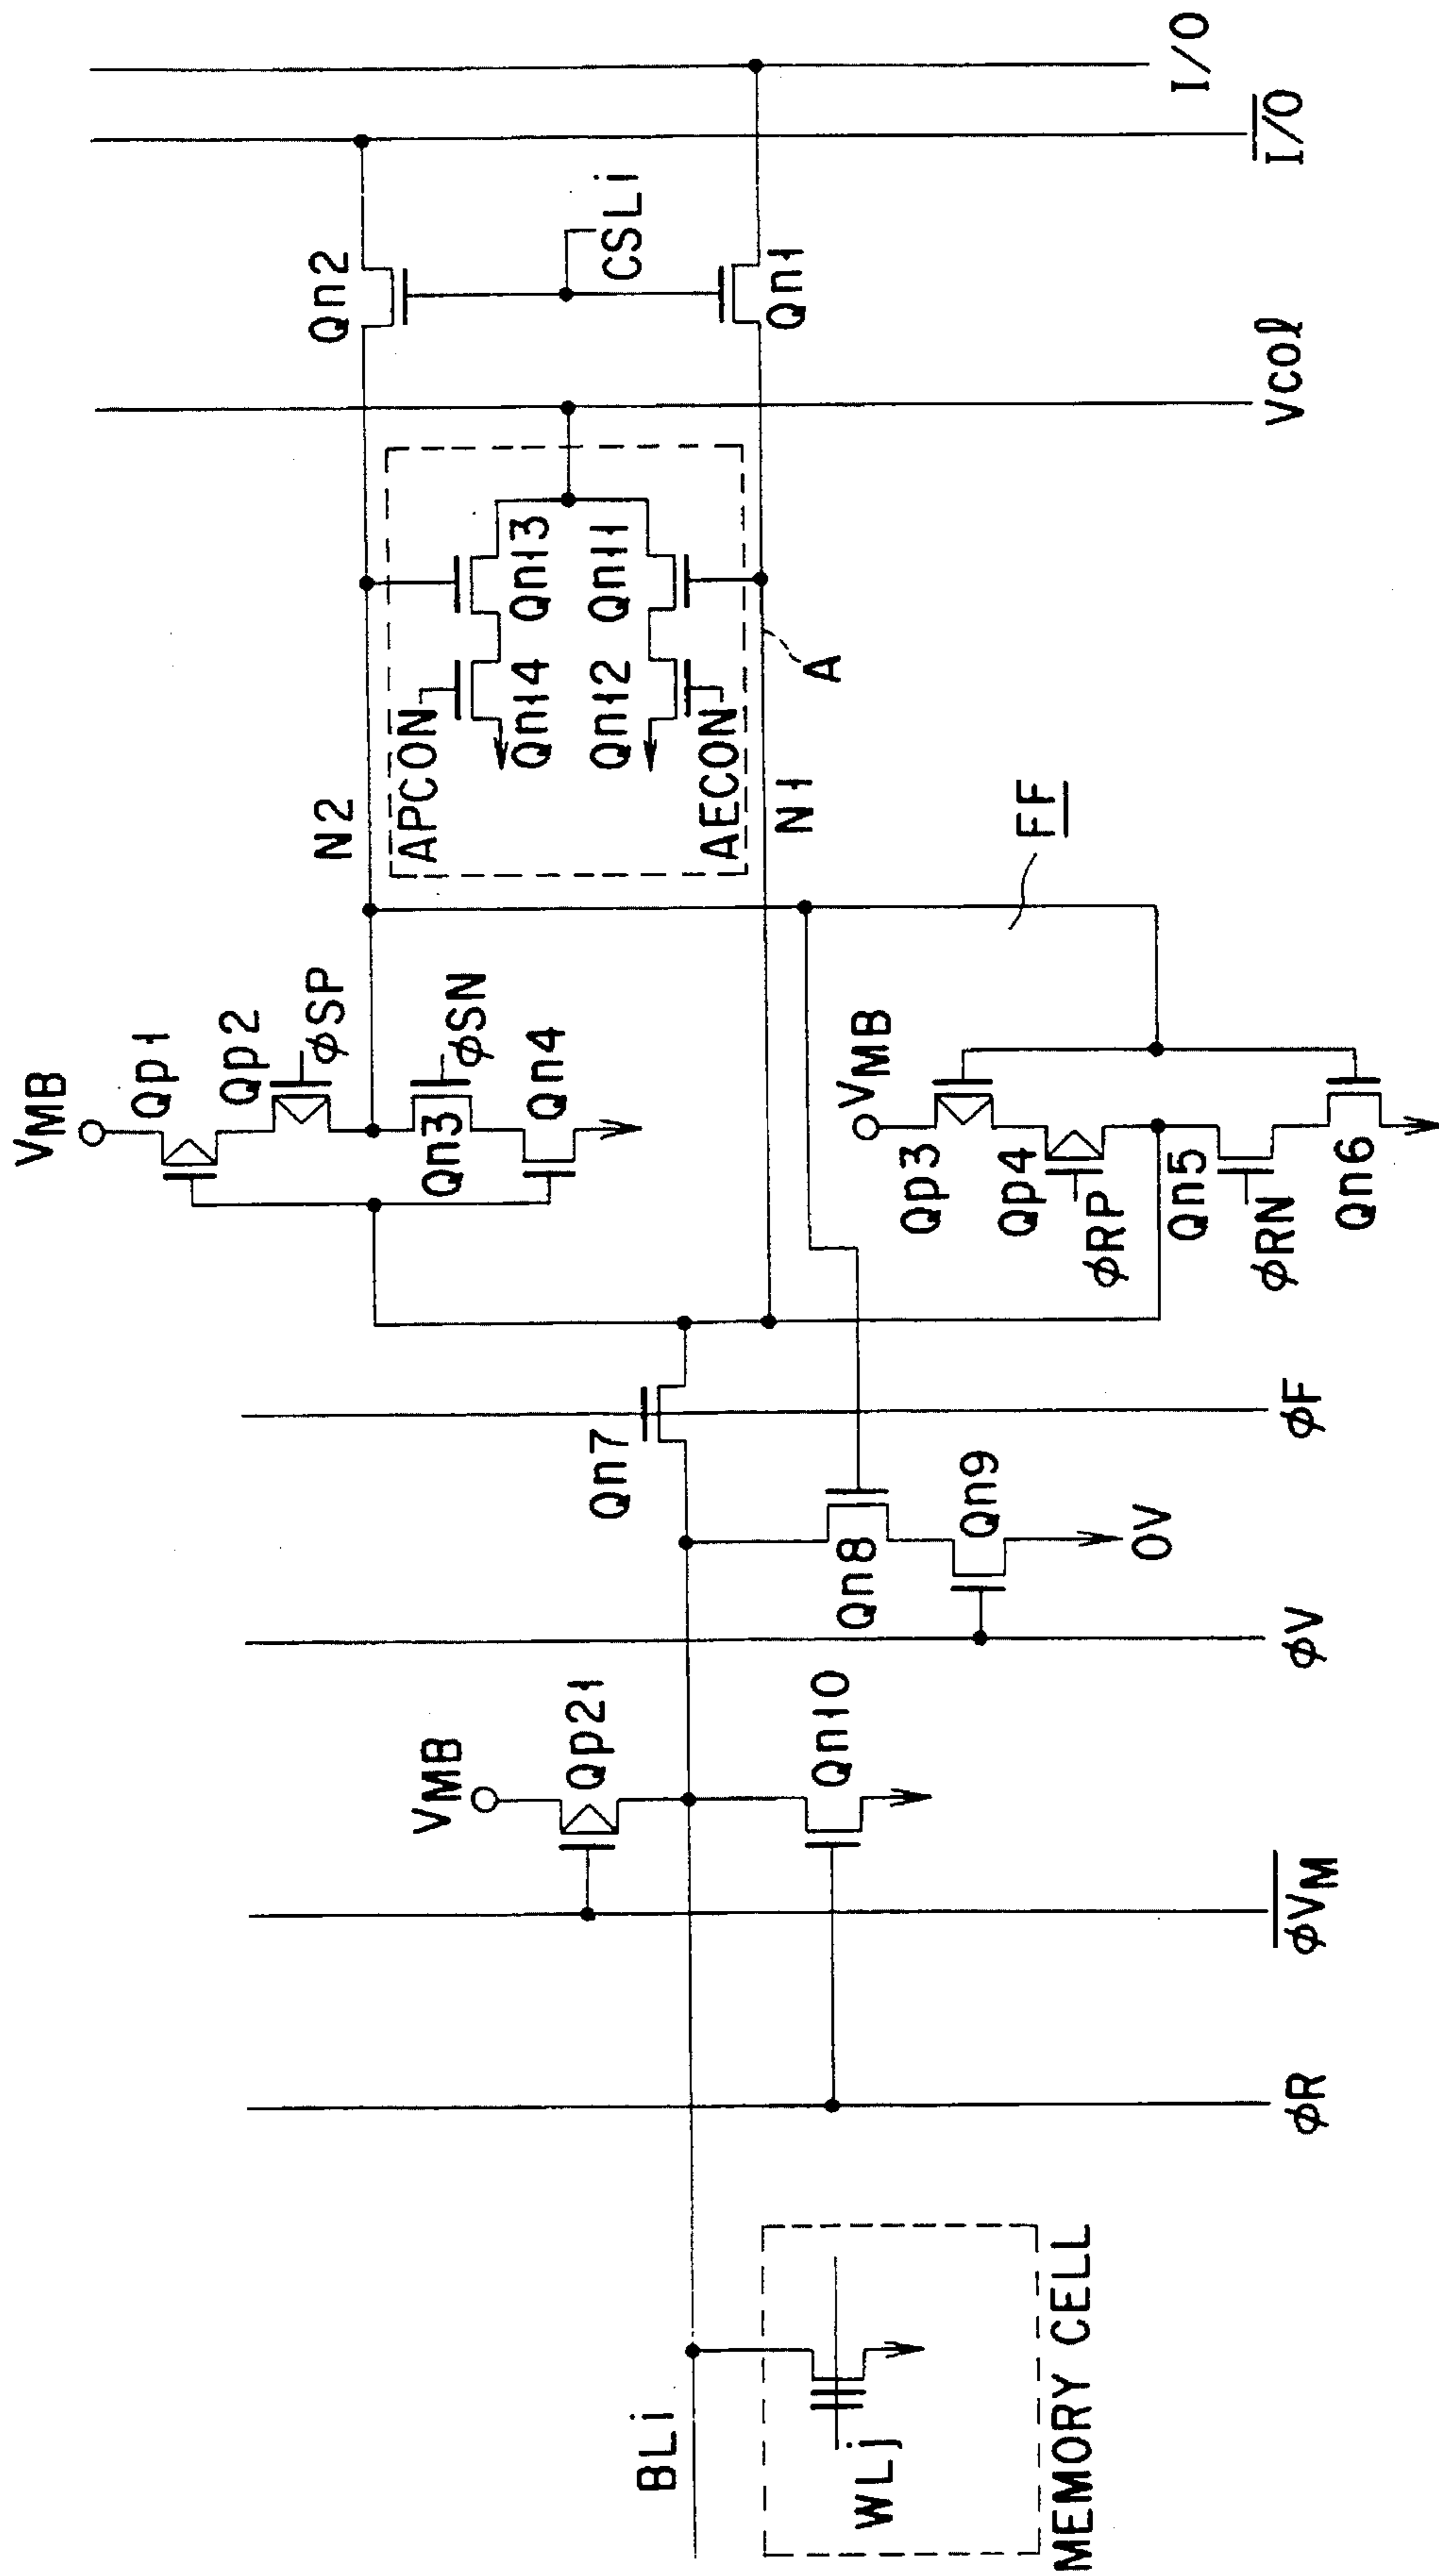 VMB
Qp1
Qp2
φSP
Qn3
φSN
Qn4
N2
APCON
Qn14
Qn13
Qn12
Qn11
AECON
N1
A
Qn2
CSLi
Qn1
I/O
I/O
Vcoℓ
FF
VMB
Qp3
Qp4
φRP
Qn5
φRN
Qn6
Qn7
φF
Qn8
Qn9
0V
φV
VMB
Qp21
Qn10
φVM
φR
BLi
WLj
MEMORY CELL